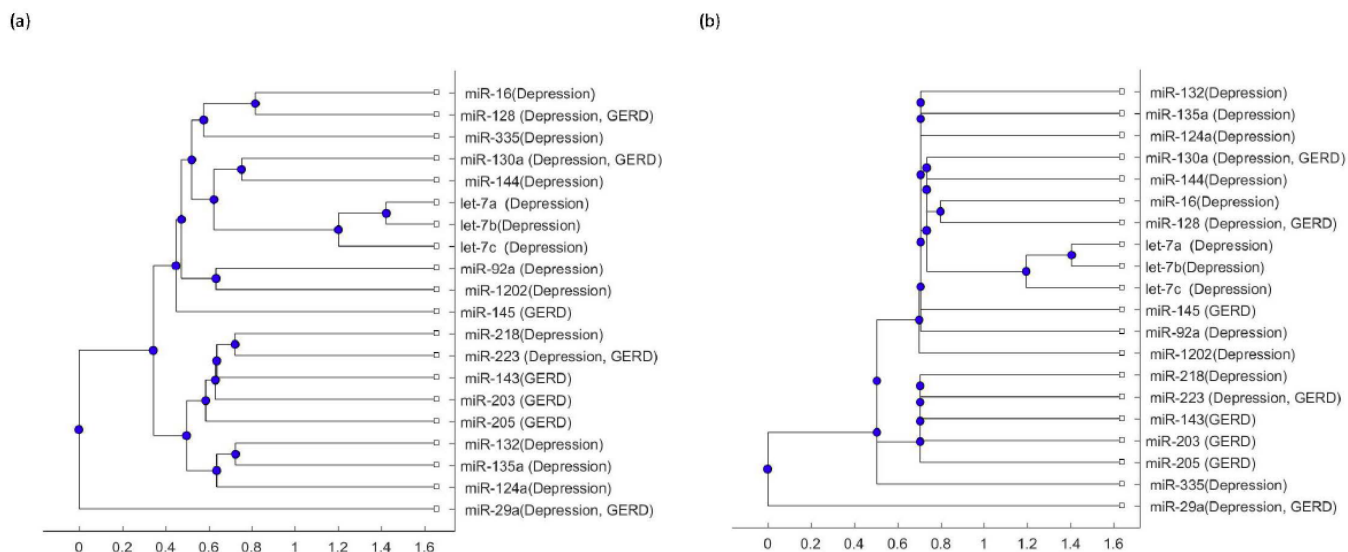 (a)
miR-16(Depression)
miR-128 (Depression, GERD)
miR-335(Depression)
miR-130a (Depression, GERD)
miR-144(Depression)
let-7a (Depression)
let-7b(Depression)
let-7c (Depression)
miR-92a (Depression)
miR-1202(Depression)
miR-145 (GERD)
miR-218(Depression)
miR-223 (Depression, GERD)
miR-143(GERD)
miR-203 (GERD)
miR-205 (GERD)
miR-132(Depression)
miR-135a (Depression)
miR-124a(Depression)
miR-29a(Depression, GERD)
0 0.2 0.4 0.6 0.8 1 1.2 1.4 1.6
(b)
miR-132(Depression)
miR-135a (Depression)
miR-124a(Depression)
miR-130a (Depression, GERD)
miR-144(Depression)
miR-16(Depression)
miR-128 (Depression, GERD)
let-7a (Depression)
let-7b(Depression)
let-7c (Depression)
miR-145 (GERD)
miR-92a (Depression)
miR-1202(Depression)
miR-218(Depression)
miR-223 (Depression, GERD)
miR-143(GERD)
miR-203 (GERD)
miR-205 (GERD)
miR-335(Depression)
miR-29a(Depression, GERD)
0 0.2 0.4 0.6 0.8 1 1.2 1.4 1.6